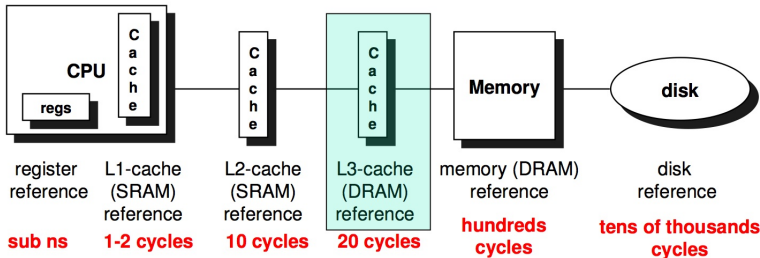 CPU
regs
Cache
Cache
Cache
Memory
disk
register
reference
L1-cache
(SRAM)
reference
L2-cache
(SRAM)
reference
L3-cache
(DRAM)
reference
memory (DRAM)
reference
disk
reference
sub ns
1-2 cycles
10 cycles
20 cycles
hundreds
cycles
tens of thousands
cycles